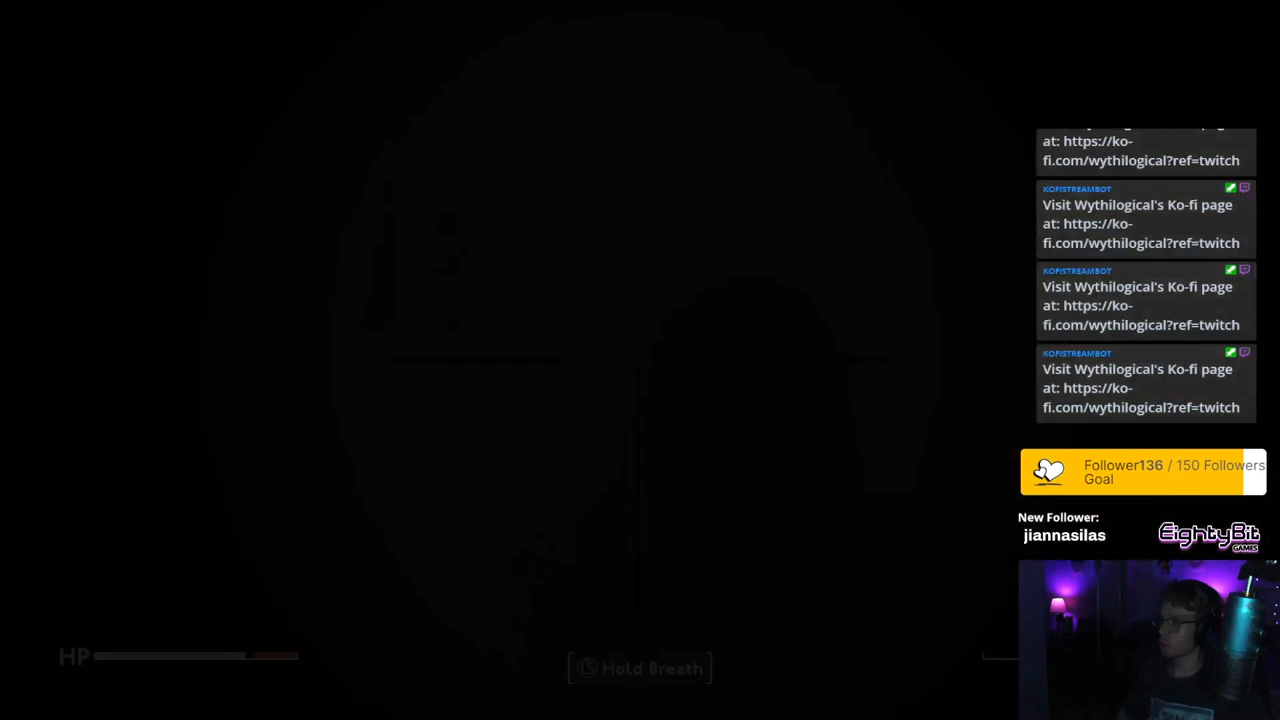 at: https://ko-
fi.com/wythilogical?ref=twitch
KOFISTREAMBOT
Visit Wythilogical's Ko-fi page
at: https://ko-
fi.com/wythilogical?ref=twitch
KOFISTREAMBOT
Visit Wythilogical's Ko-fi page
at: https://ko-
fi.com/wythilogical?ref=twitch
KOFISTREAMBOT
Visit Wythilogical's Ko-fi page
at: https://ko-
fi.com/wythilogical?ref=twitch
Follower136 / 150 Followers
Goal
New Follower:
jiannasilas
EightyBit
GAMES
HP
Hold Breath